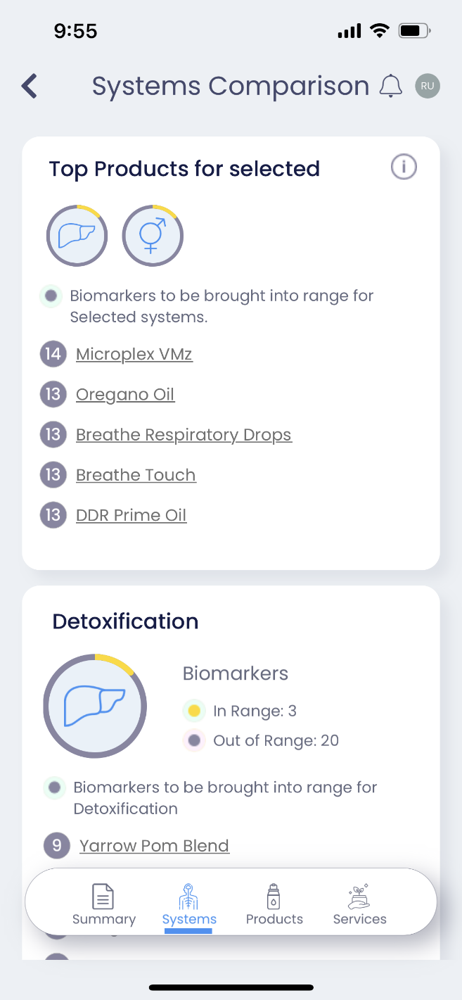 9:55
Systems Comparison
RU
Top Products for selected
i
Biomarkers to be brought into range for
Selected systems.
14 Microplex VMz
13 Oregano Oil
13 Breathe Respiratory Drops
13 Breathe Touch
13 DDR Prime Oil
Detoxification
Biomarkers
In Range: 3
Out of Range: 20
Biomarkers to be brought into range for
Detoxification
9 Yarrow Pom Blend
Summary Systems Products Services